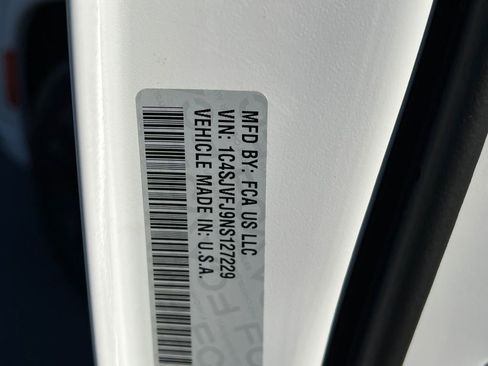 MFD BY: FCA US LLC
VIN: 1C4SJVFJ9NS127229
VEHICLE MADE IN: U.S.A.